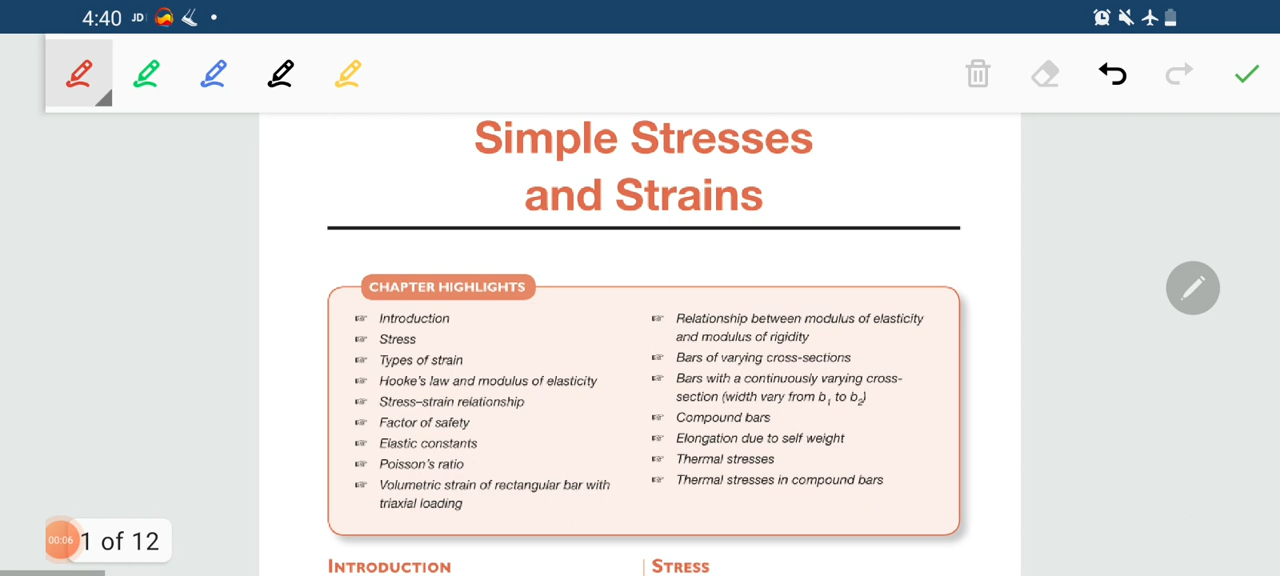 4:40 JD
Simple Stresses
and Strains
CHAPTER HIGHLIGHTS
Introduction
Stress
Types of strain
Hooke's law and modulus of elasticity
Stress–strain relationship
Factor of safety
Elastic constants
Poisson's ratio
Volumetric strain of rectangular bar with
triaxial loading
Relationship between modulus of elasticity
and modulus of rigidity
Bars of varying cross-sections
Bars with a continuously varying cross-
section (width vary from b1 to b2)
Compound bars
Elongation due to self weight
Thermal stresses
Thermal stresses in compound bars
00:06 1 of 12
INTRODUCTION
STRESS